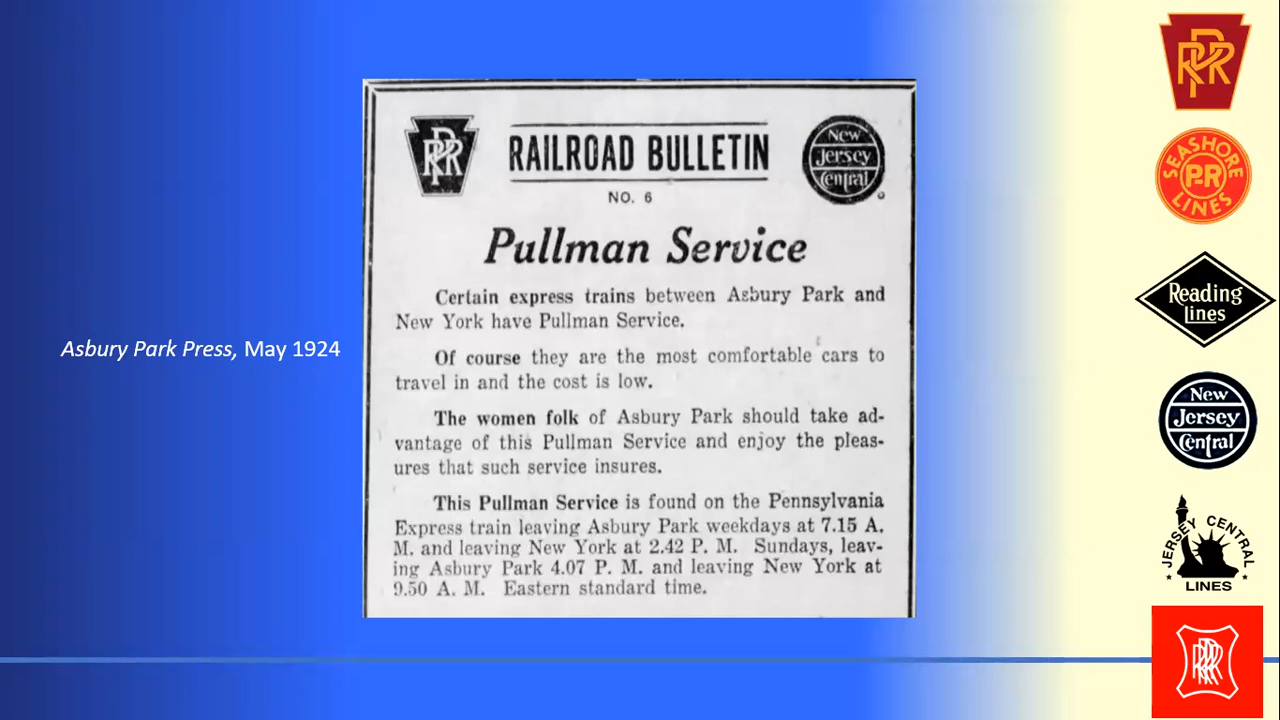 Asbury Park Press, May 1924
PRR
RAILROAD BULLETIN
New
Jersey
Central
NO. 6
Pullman Service
Certain express trains between Asbury Park and
New York have Pullman Service.
Of course they are the most comfortable cars to
travel in and the cost is low.
The women folk of Asbury Park should take ad-
vantage of this Pullman Service and enjoy the pleas-
ures that such service insures.
This Pullman Service is found on the Pennsylvania
Express train leaving Asbury Park weekdays at 7.15 A.
M. and leaving New York at 2.42 P. M. Sundays, leav-
ing Asbury Park 4.07 P. M. and leaving New York at
9.50 A. M. Eastern standard time.
PRR
SEASHORE
P-R
LINES
Reading
Lines
New
Jersey
Central
JERSEY CENTRAL
LINES